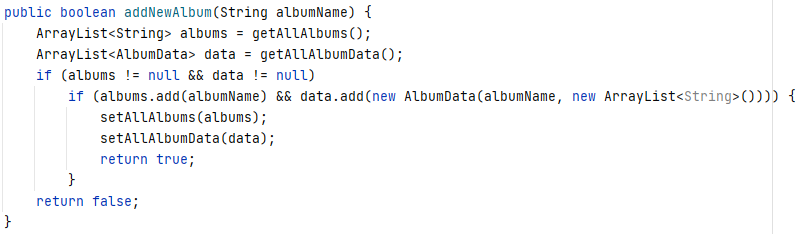 public boolean addNewAlbum(String albumName) {
    ArrayList<String> albums = getAllAlbums();
    ArrayList<AlbumData> data = getAllAlbumData();
    if (albums != null && data != null)
        if (albums.add(albumName) && data.add(new AlbumData(albumName, new ArrayList<String>()))) {
            setAllAlbums(albums);
            setAllAlbumData(data);
            return true;
        }
    return false;
}